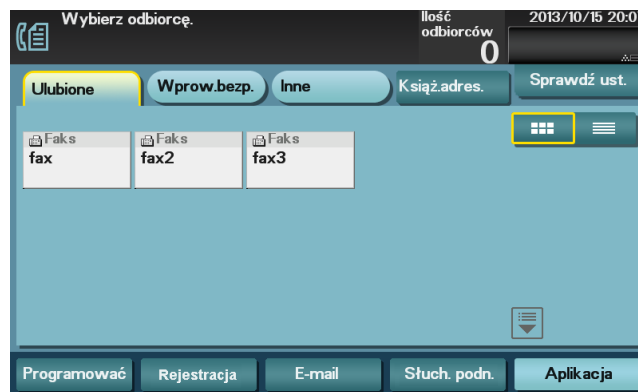 Wybierz odbiorcę.
Ilość
odbiorców
0
2013/10/15 20:0
Ulubione
Wprow.bezp.
Inne
Książ.adres.
Sprawdź ust.
Faks
fax
Faks
fax2
Faks
fax3
Programować
Rejestracja
E-mail
Słuch. podn.
Aplikacja